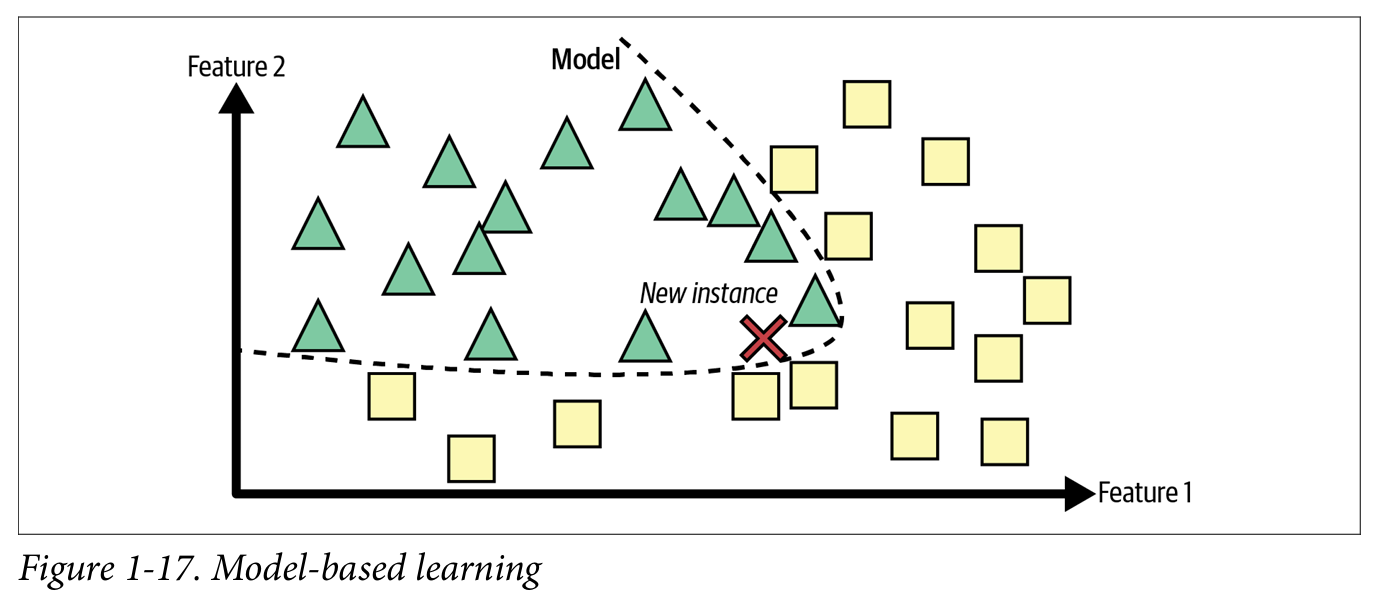 Model
Feature 2
New instance
Feature 1
Figure 1-17. Model-based learning